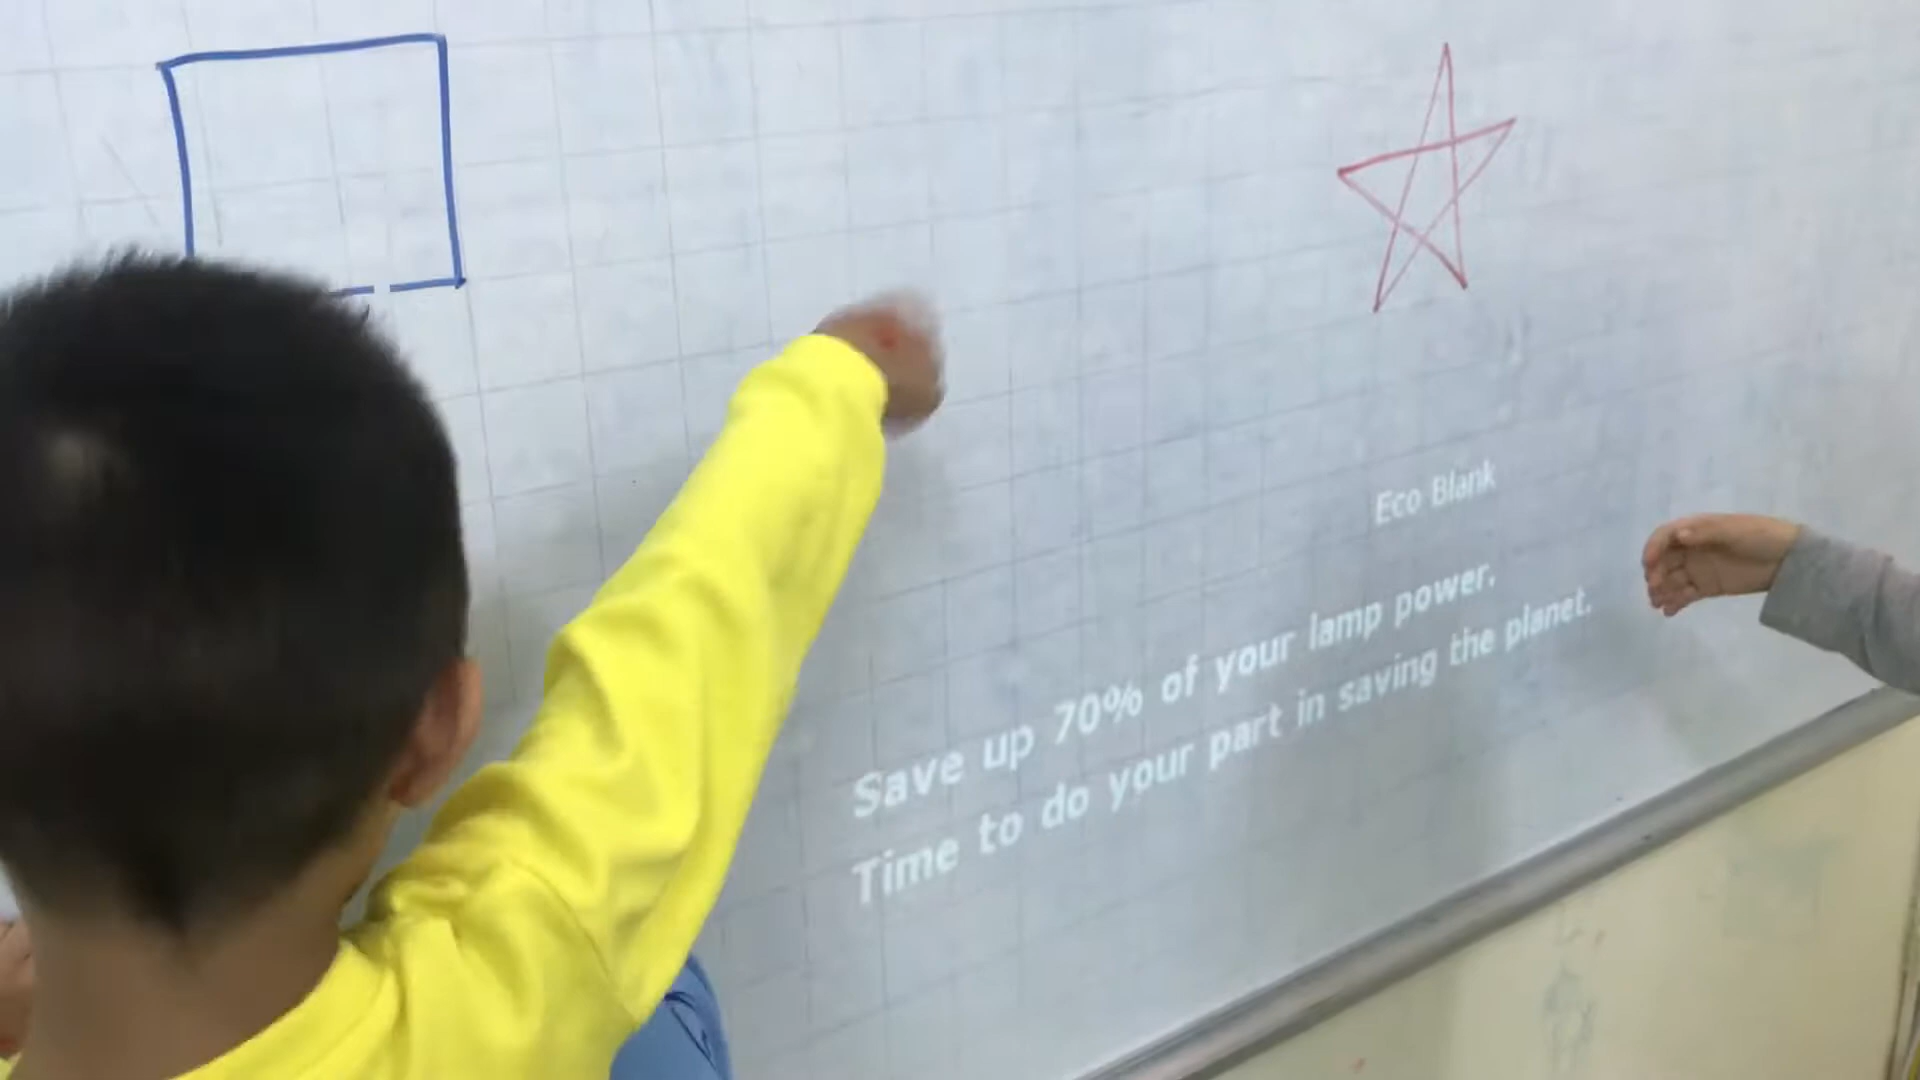 Eco Blank
Save up 70% of your lamp power.
Time to do your part in saving the planet.